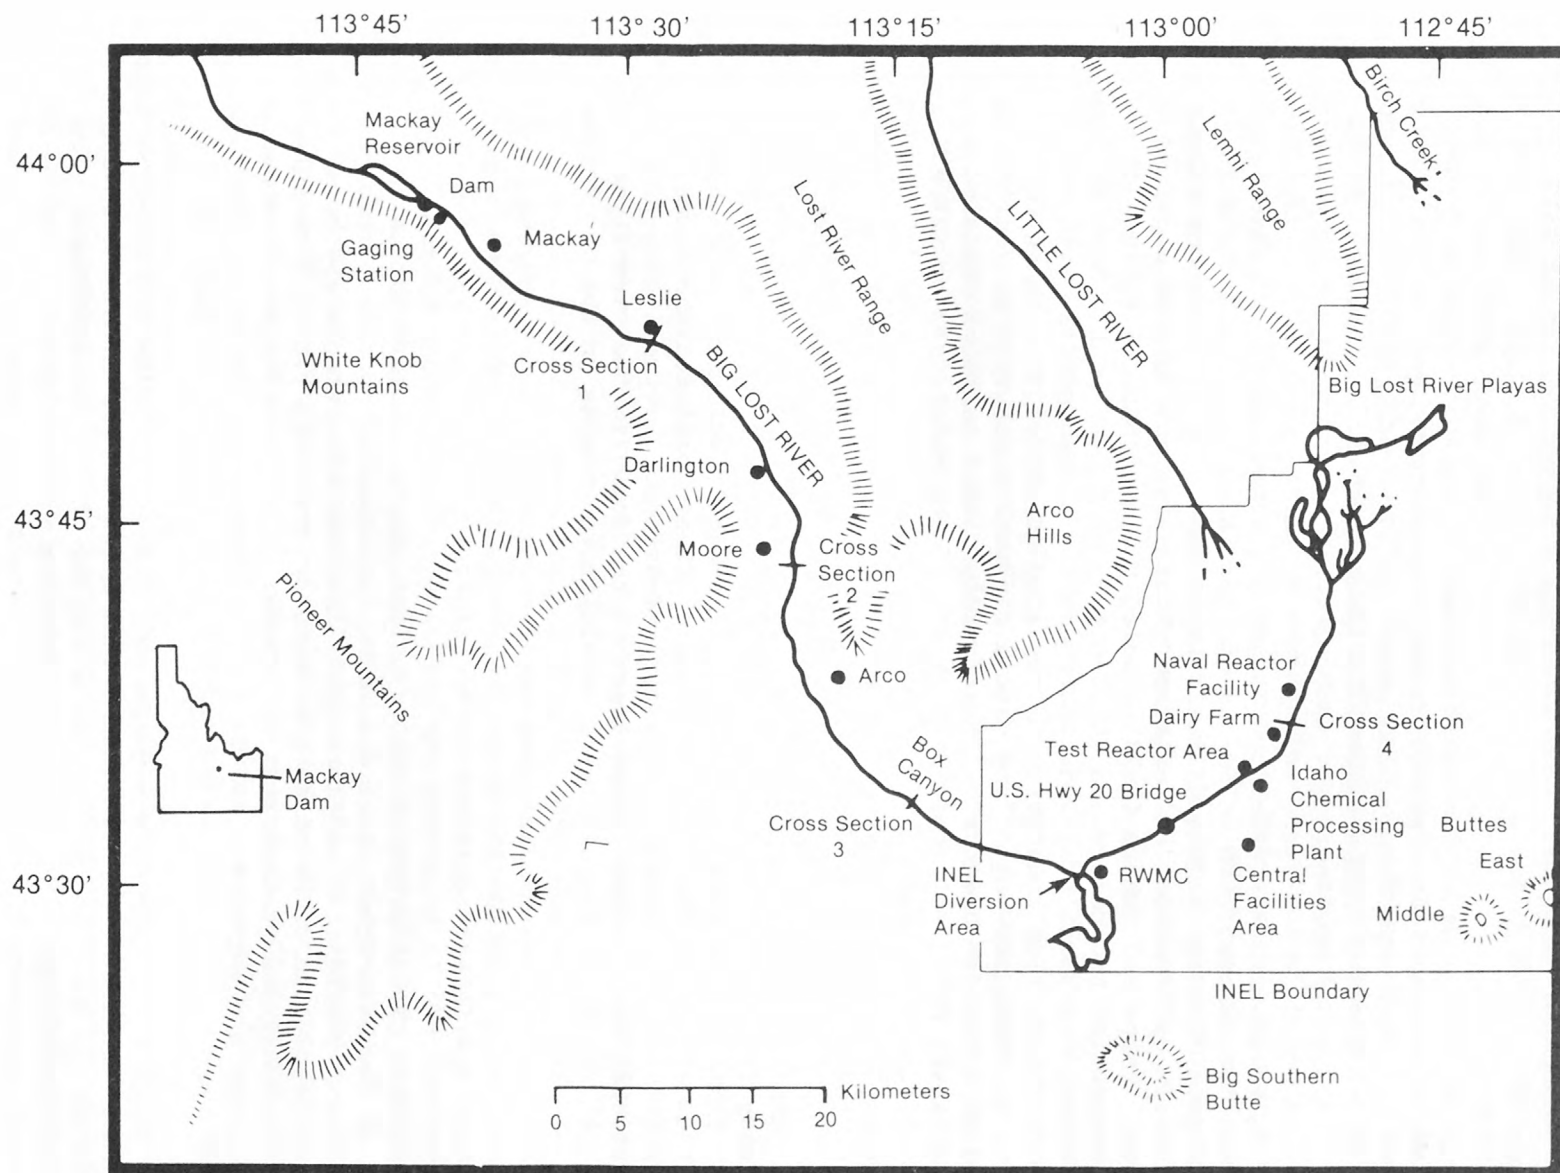 113°45'
113°30'
113°15'
113°00'
112°45'
44°00'
43°45'
43°30'
Birch Creek
Mackay
Reservoir
Dam
Mackay
Gaging
Station
Lost River Range
LITTLE LOST RIVER
Lemhi Range
Leslie
White Knob
Mountains
Cross Section
1
BIG LOST RIVER
Big Lost River Playas
Darlington
Arco
Hills
Moore
Cross
Section
2
Pioneer Mountains
Arco
Naval Reactor
Facility
Dairy Farm
Cross Section
4
Test Reactor Area
Box
Canyon
U.S. Hwy 20 Bridge
Idaho
Chemical
Processing
Plant
Mackay
Dam
Cross Section
3
Buttes
East
Middle
INEL
Diversion
Area
RWMC
Central
Facilities
Area
INEL Boundary
Big Southern
Butte
Kilometers
0 5 10 15 20